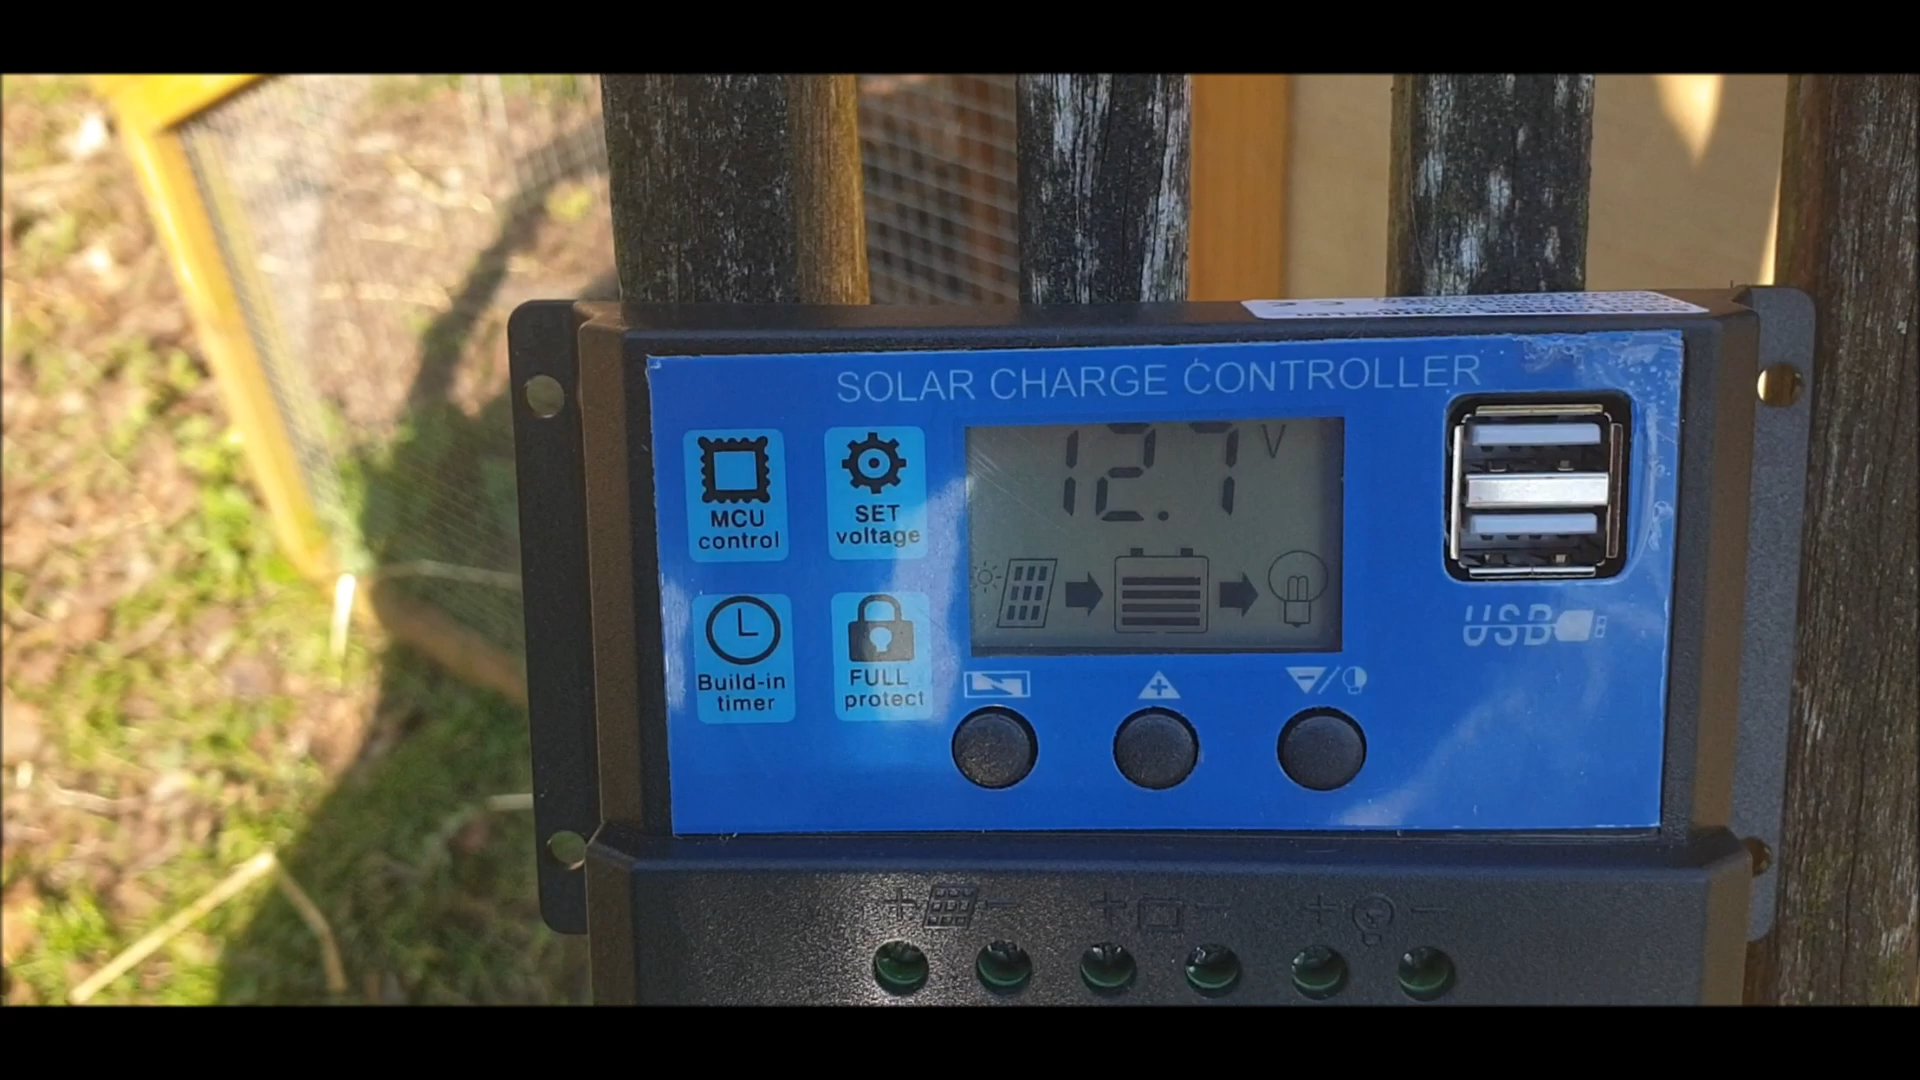 SOLAR CHARGE CONTROLLER
MCU
control
SET
voltage
12.7 V
USB
Build-in
timer
FULL
protect
+ -
+ -
+ -